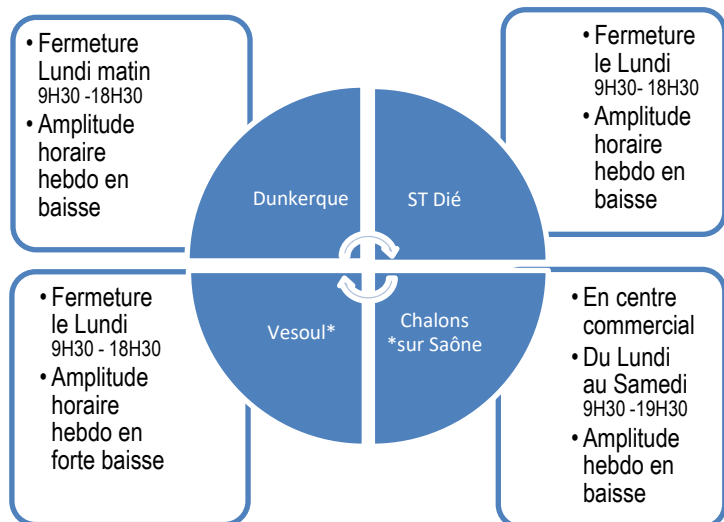 • Fermeture
Lundi matin
9H30 -18H30
• Amplitude
horaire
hebdo en
baisse
• Fermeture
le Lundi
9H30- 18H30
• Amplitude
horaire
hebdo en
baisse
Dunkerque
ST Dié
Vesoul*
Chalons
*sur Saône
• Fermeture
le Lundi
9H30 - 18H30
• Amplitude
horaire
hebdo en
forte baisse
• En centre
commercial
• Du Lundi
au Samedi
9H30 -19H30
• Amplitude
hebdo en
baisse